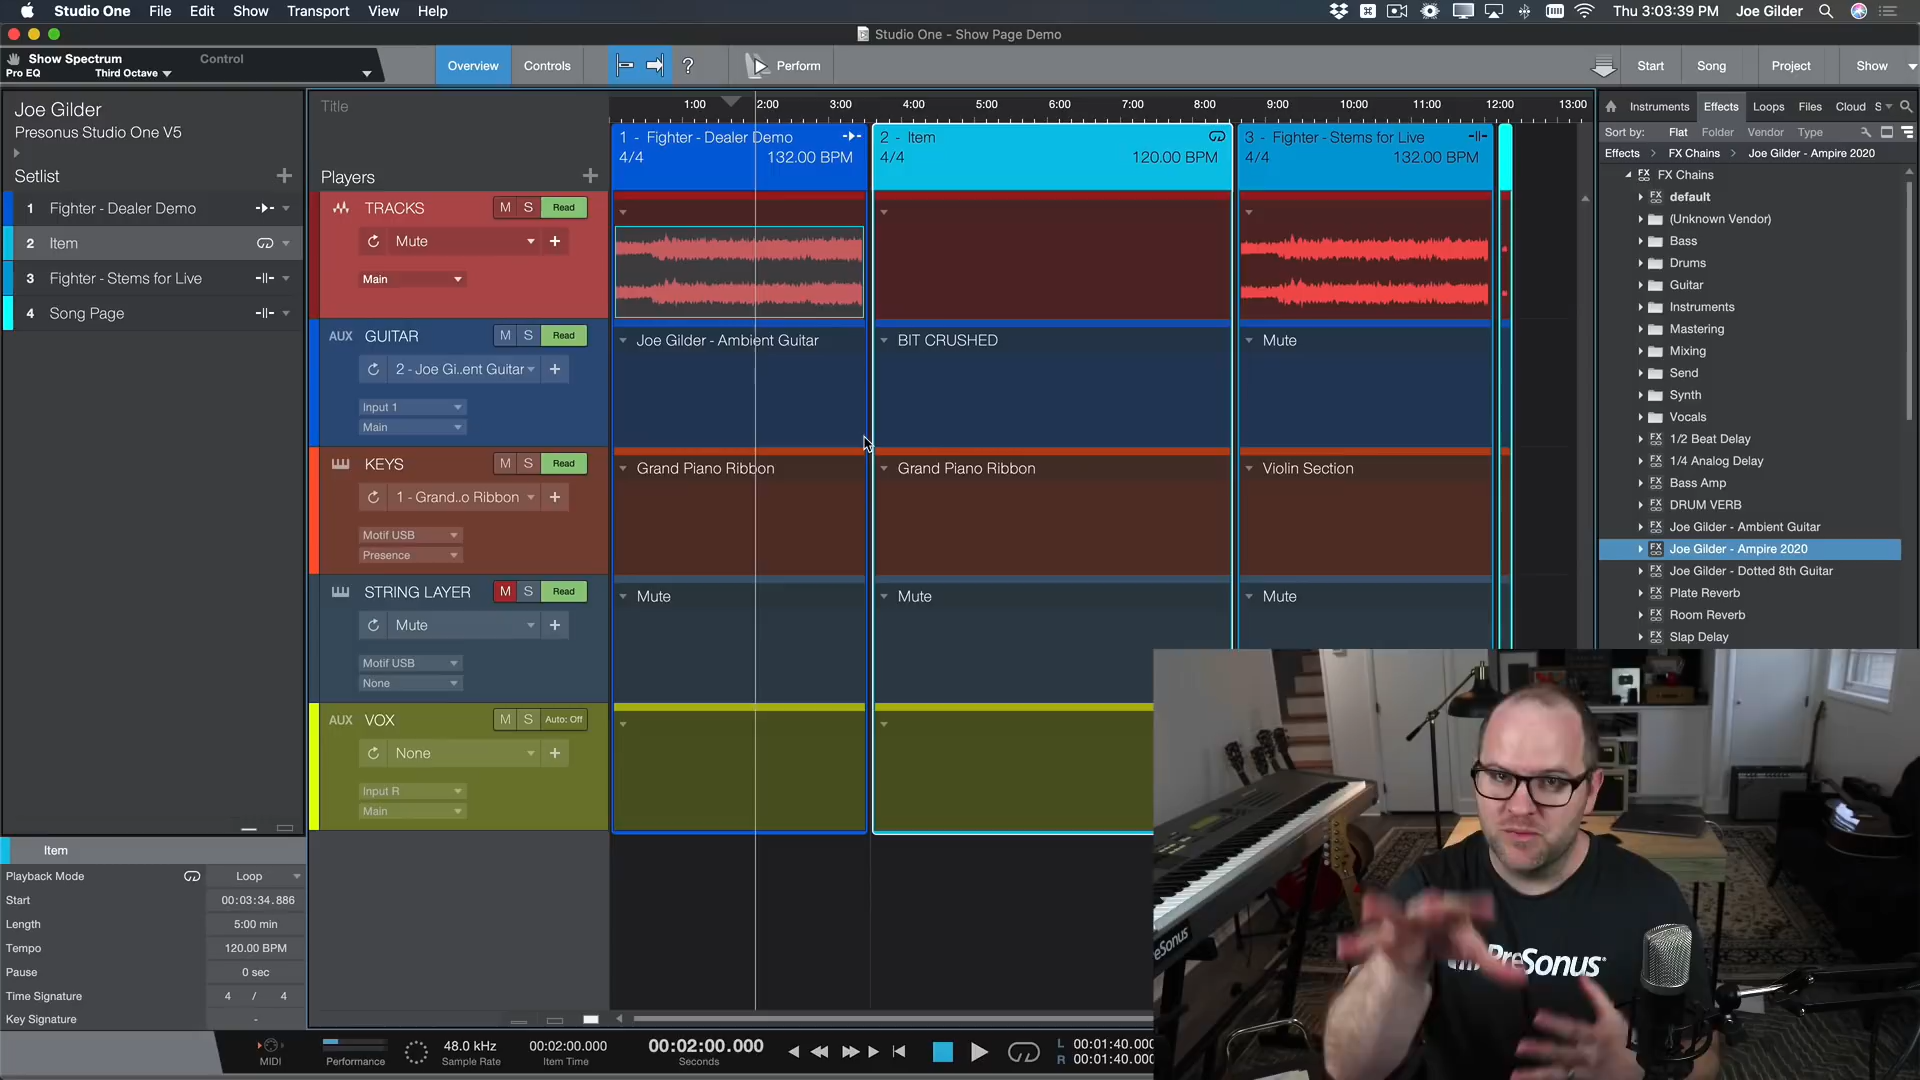 Studio One File Edit Show Transport View Help Thu 3:03:39 PM Joe Gilder
Studio One - Show Page Demo
Show Spectrum Control
Pro EQ Third Octave
Overview Controls ? Perform Start Song Project Show
Joe Gilder
Presonus Studio One V5
Setlist
1 Fighter - Dealer Demo
2 Item
3 Fighter - Stems for Live
4 Song Page
Item
Playback Mode Loop
Start 00:03:34.886
Length 5:00 min
Tempo 120.00 BPM
Pause 0 sec
Time Signature 4 / 4
Key Signature -
Title
Players
TRACKS M S Read
Mute
Main
AUX GUITAR M S Read
2 - Joe Gi..ent Guitar
Input 1
Main
KEYS M S Read
1 - Grand..o Ribbon
Motif USB
Presence
STRING LAYER M S Read
Mute
Motif USB
None
AUX VOX M S Auto: Off
None
Input R
Main
1:00 2:00 3:00 4:00 5:00 6:00 7:00 8:00 9:00 10:00 11:00 12:00 13:00
1 - Fighter - Dealer Demo
4/4 132.00 BPM
2 - Item
4/4 120.00 BPM
3 - Fighter - Stems for Live
4/4 132.00 BPM
Joe Gilder - Ambient Guitar BIT CRUSHED Mute
Grand Piano Ribbon Grand Piano Ribbon Violin Section
Mute Mute Mute
Instruments Effects Loops Files Cloud S
Sort by: Flat Folder Vendor Type
Effects > FX Chains > Joe Gilder - Ampire 2020
FX Chains
default
(Unknown Vendor)
Bass
Drums
Guitar
Instruments
Mastering
Mixing
Send
Synth
Vocals
1/2 Beat Delay
1/4 Analog Delay
Bass Amp
DRUM VERB
Joe Gilder - Ambient Guitar
Joe Gilder - Ampire 2020
Joe Gilder - Dotted 8th Guitar
Plate Reverb
Room Reverb
Slap Delay
PreSonus
PreSonus
MIDI
Performance
48.0 kHz
Sample Rate
00:02:00.000
Item Time
00:02:00.000
Seconds
L 00:01:40.000
R 00:01:40.000